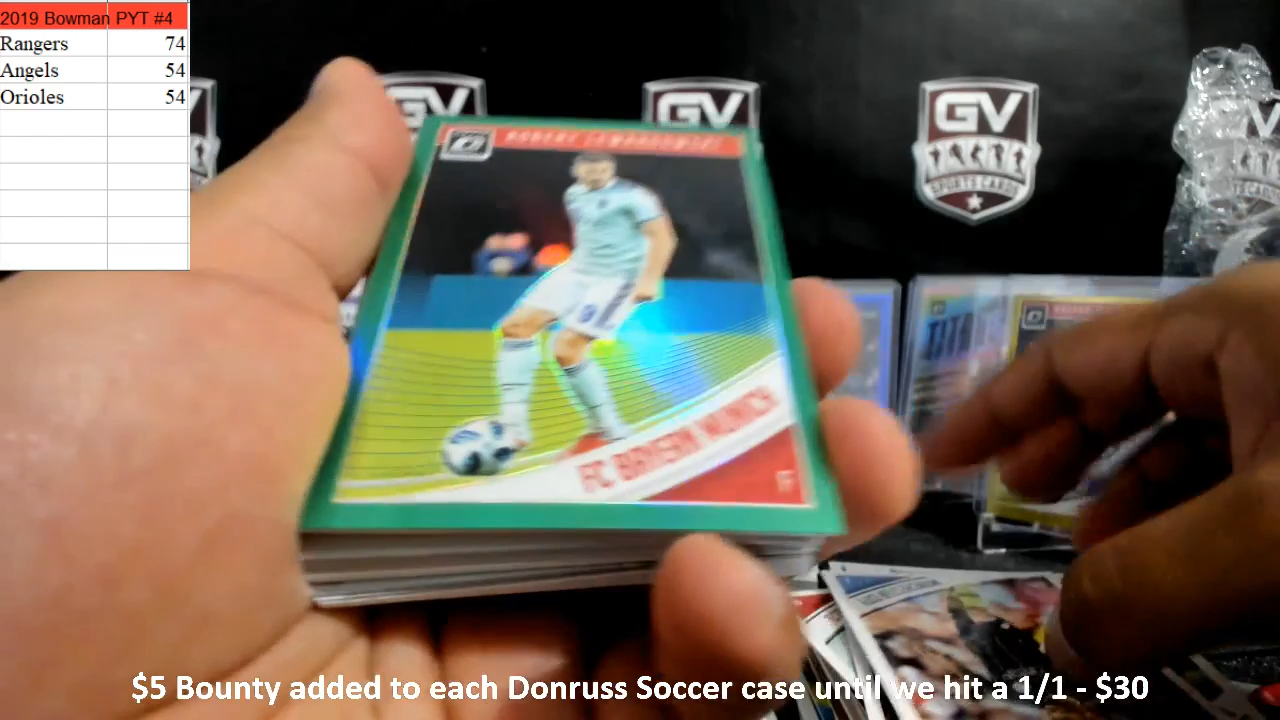 2019 Bowman PYT #4
Rangers 74
Angels 54
Orioles 54
GV
GV
GV
SPORTS CARDS
ROBERT LEWANDOWSKI
FC BAYERN MUNICH
$5 Bounty added to each Donruss Soccer case until we hit a 1/1 - $30